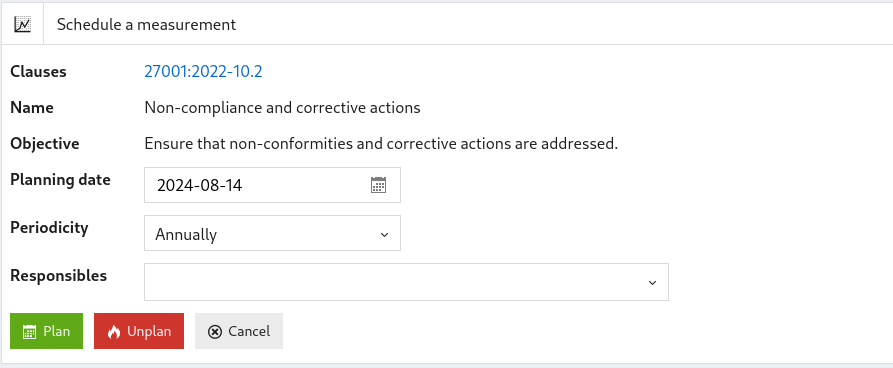 Schedule a measurement
Clauses 27001:2022-10.2
Name Non-compliance and corrective actions
Objective Ensure that non-conformities and corrective actions are addressed.
Planning date 2024-08-14
Periodicity Annually
Responsibles
Plan Unplan Cancel